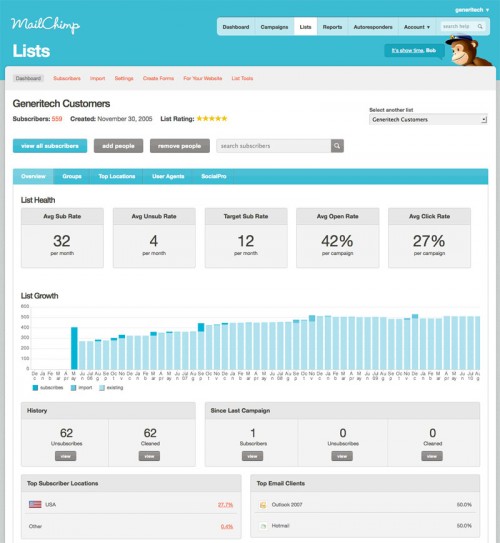 generitech
MailChimp
Dashboard Campaigns Lists Reports Autoresponders Account search help
Lists
It's show time, Bob
Dashboard Subscribers Import Settings Create Forms For Your Website List Tools
Generitech Customers
Subscribers: 559 Created: November 30, 2005 List Rating:
Select another list
Generitech Customers
view all subscribers add people remove people search subscribers
Overview Groups Top Locations User Agents SocialPro
List Health
Avg Sub Rate Avg Unsub Rate Target Sub Rate Avg Open Rate Avg Click Rate
32 4 12 42% 27%
per month per month per month per campaign per campaign
List Growth
600
500
400
300
200
100
0
subscribes import existing
History Since Last Campaign
62 62 1 0 0
Unsubscribes Cleaned Subscribers Unsubscribes Cleaned
view view view view view
Top Subscriber Locations Top Email Clients
USA 27.7% Outlook 2007 50.0%
Other 0.4% Hotmail 50.0%